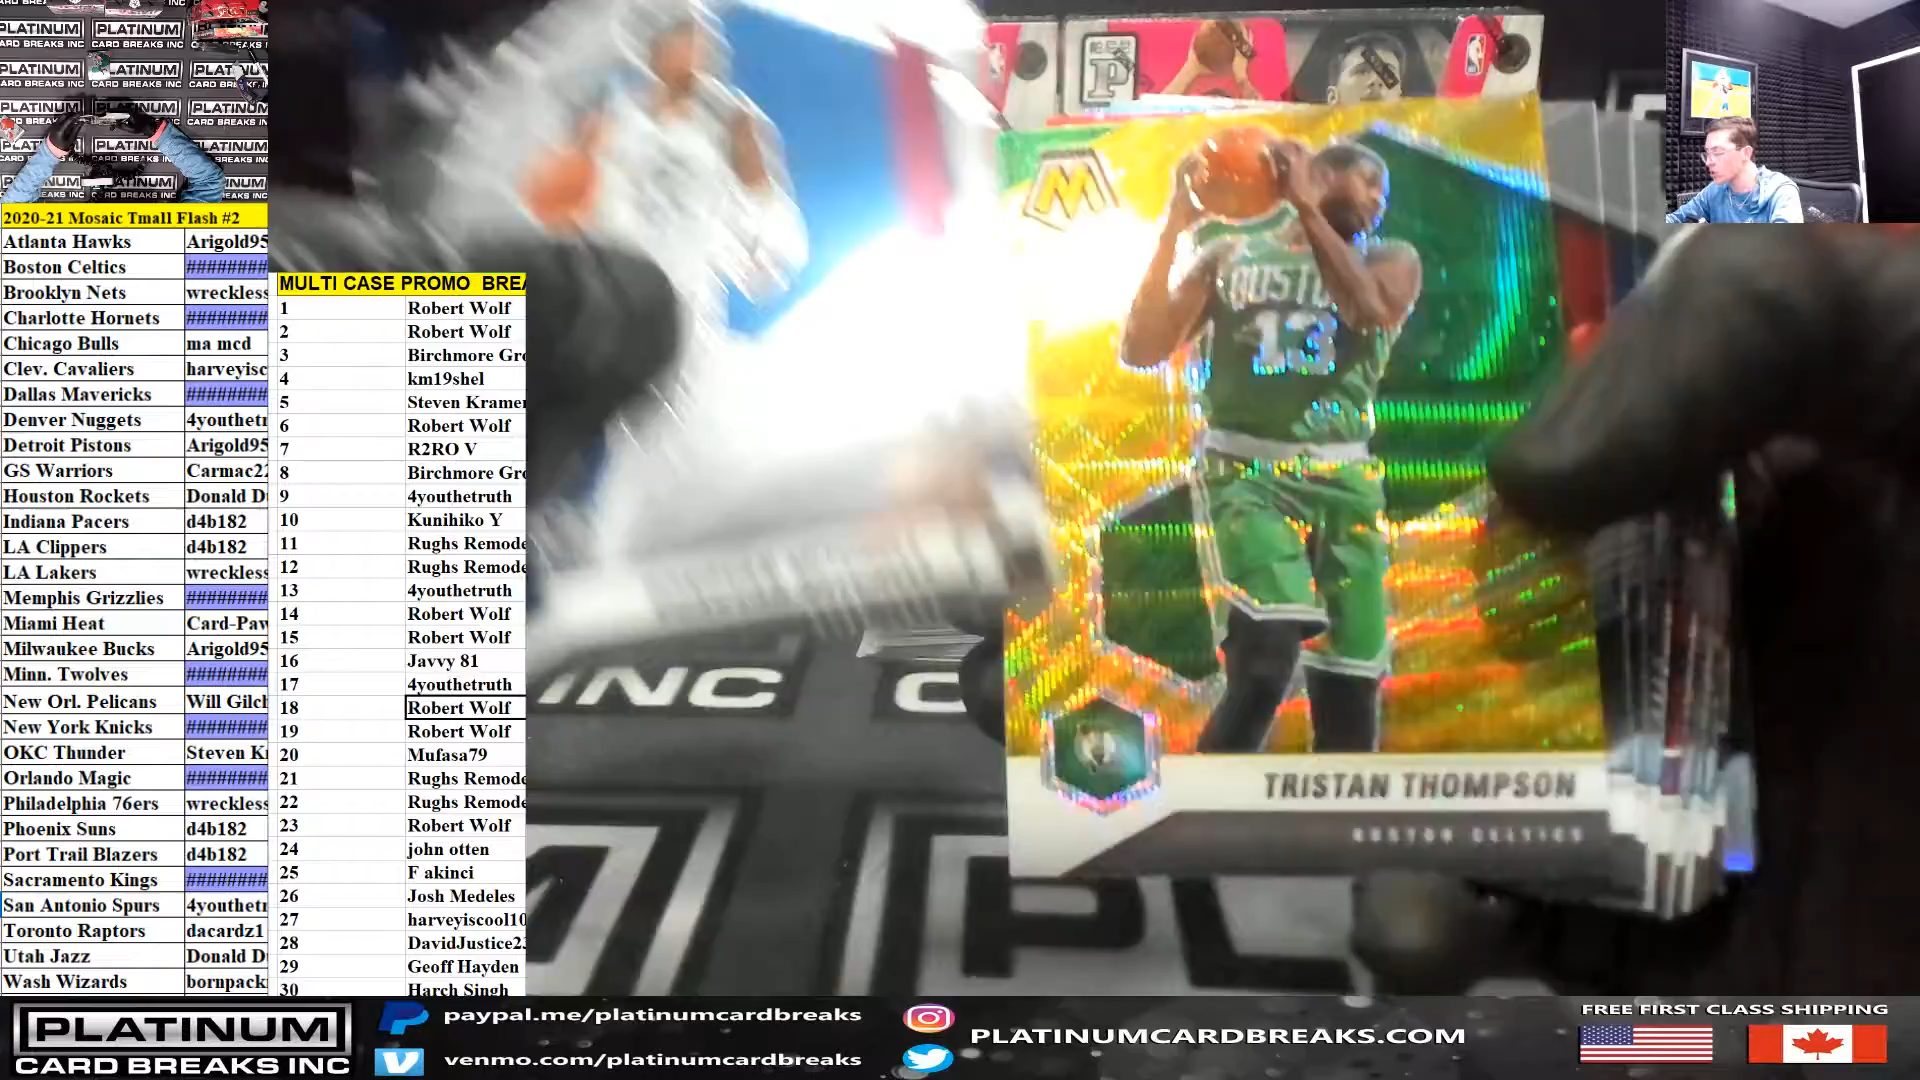 PLATINUM
CARD BREAKS INC
2020-21 Mosaic Tmall Flash #2
Atlanta Hawks Arigold95
Boston Celtics ########
Brooklyn Nets wreckless
Charlotte Hornets ########
Chicago Bulls ma mcd
Clev. Cavaliers harveyisc
Dallas Mavericks ########
Denver Nuggets 4youthetr
Detroit Pistons Arigold95
GS Warriors Carmac22
Houston Rockets Donald D
Indiana Pacers d4b182
LA Clippers d4b182
LA Lakers wreckless
Memphis Grizzlies ########
Miami Heat Card-Paw
Milwaukee Bucks Arigold95
Minn. Twolves ########
New Orl. Pelicans Will Gilch
New York Knicks ########
OKC Thunder Steven K
Orlando Magic ########
Philadelphia 76ers wreckless
Phoenix Suns d4b182
Port Trail Blazers d4b182
Sacramento Kings ########
San Antonio Spurs 4youthetr
Toronto Raptors dacardz1
Utah Jazz Donald D
Wash Wizards bornpack
MULTI CASE PROMO BREA
1 Robert Wolf
2 Robert Wolf
3 Birchmore Gro
4 km19shel
5 Steven Kramer
6 Robert Wolf
7 R2RO V
8 Birchmore Gro
9 4youthetruth
10 Kunihiko Y
11 Rughs Remode
12 Rughs Remode
13 4youthetruth
14 Robert Wolf
15 Robert Wolf
16 Javvy 81
17 4youthetruth
18 Robert Wolf
19 Robert Wolf
20 Mufasa79
21 Rughs Remode
22 Rughs Remode
23 Robert Wolf
24 john otten
25 F akinci
26 Josh Medeles
27 harveyiscool10
28 DavidJustice23
29 Geoff Hayden
30 Harch Singh
M
BOSTON
13
TRISTAN THOMPSON
BOSTON CELTICS
INC C
P
PLATINUM
CARD BREAKS INC
paypal.me/platinumcardbreaks
venmo.com/platinumcardbreaks
PLATINUMCARDBREAKS.COM
FREE FIRST CLASS SHIPPING